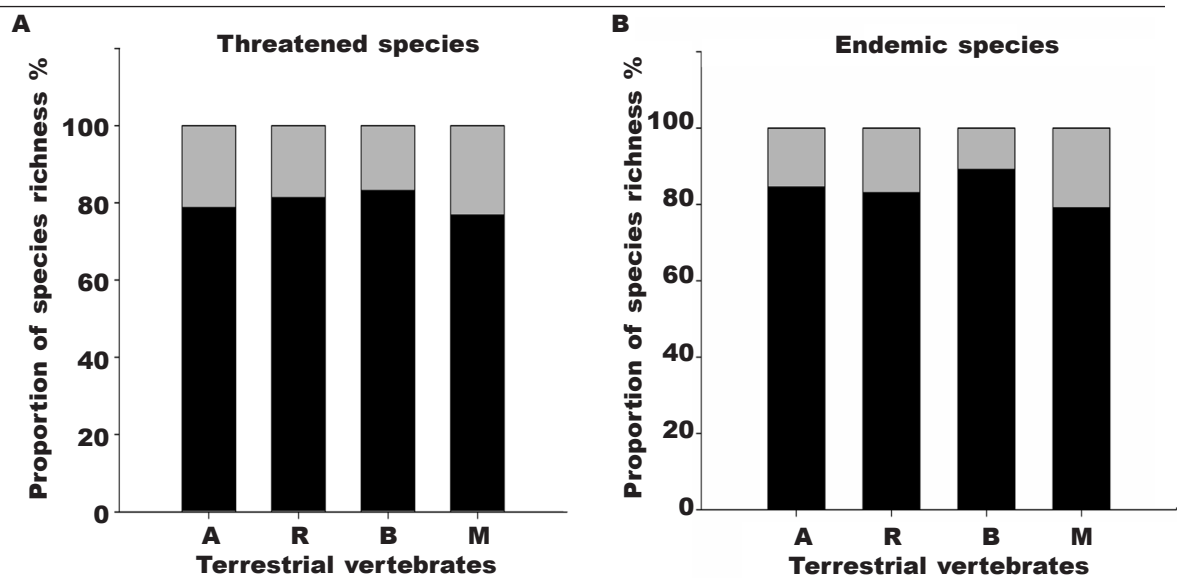 A
Threatened species
Proportion of species richness %
100
80
60
40
20
0
A R B M
Terrestrial vertebrates
B
Endemic species
Proportion of species richness %
100
80
60
40
20
0
A R B M
Terrestrial vertebrates